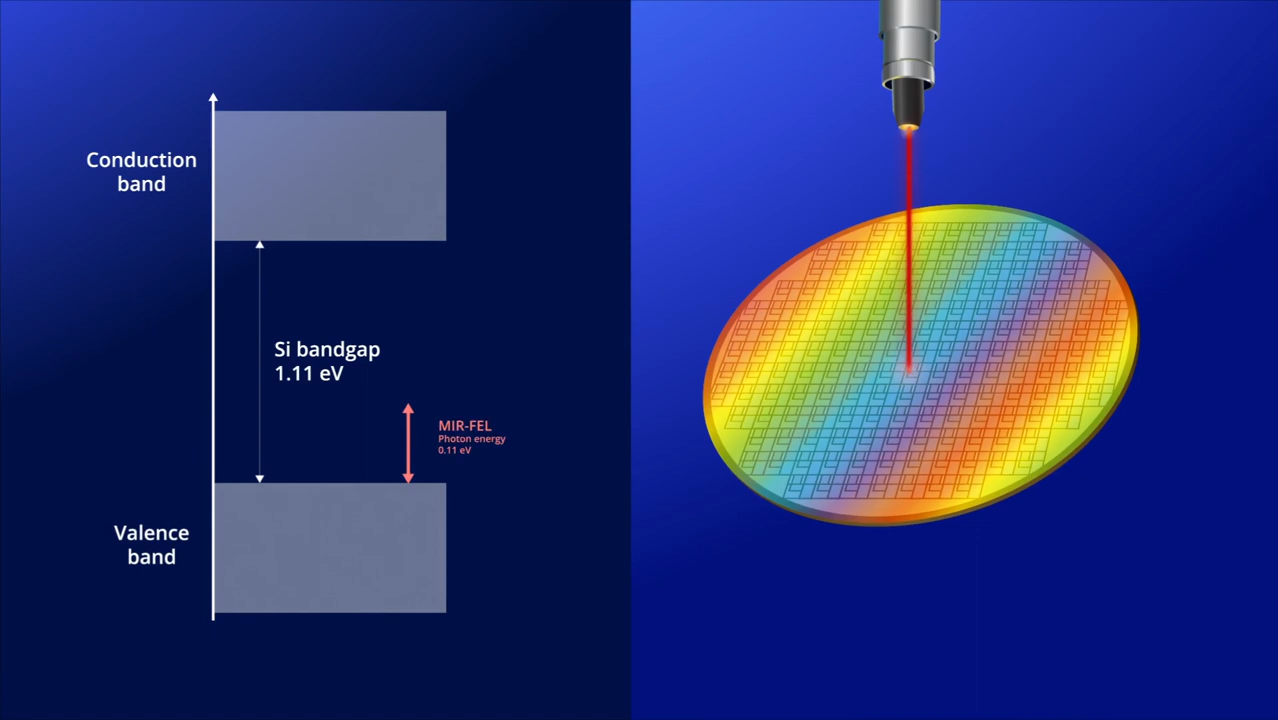 Conduction
band
Si bandgap
1.11 eV
MIR-FEL
Photon energy
0.11 eV
Valence
band